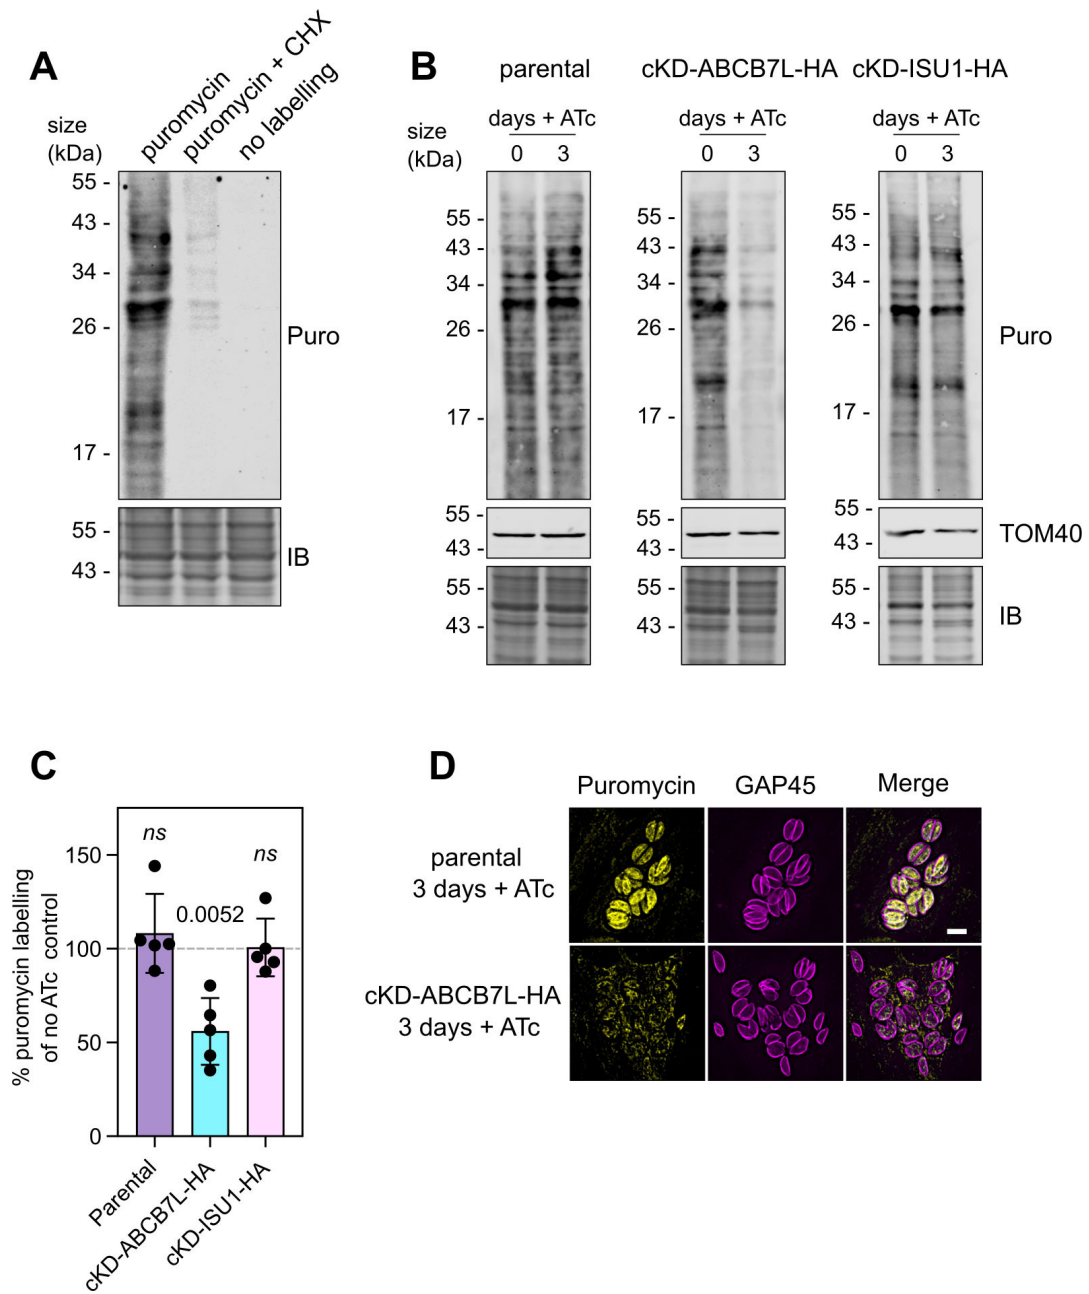 A
puromycin
puromycin + CHX
no labelling
size
(kDa)
55 -
43 -
34 -
26 -
17 -
Puro
55 -
43 -
IB
B
parental
cKD-ABCB7L-HA
cKD-ISU1-HA
size
(kDa)
days + ATc
0 3
days + ATc
0 3
days + ATc
0 3
55 -
43 -
34 -
26 -
17 -
55 -
43 -
34 -
26 -
17 -
55 -
43 -
34 -
26 -
17 -
Puro
55 -
43 -
55 -
43 -
55 -
43 -
TOM40
55 -
43 -
55 -
43 -
55 -
43 -
IB
C
% puromycin labelling
of no ATc control
150
100
50
0
ns
0.0052
ns
Parental
cKD-ABCB7L-HA
cKD-ISU1-HA
D
Puromycin
GAP45
Merge
parental
3 days + ATc
cKD-ABCB7L-HA
3 days + ATc